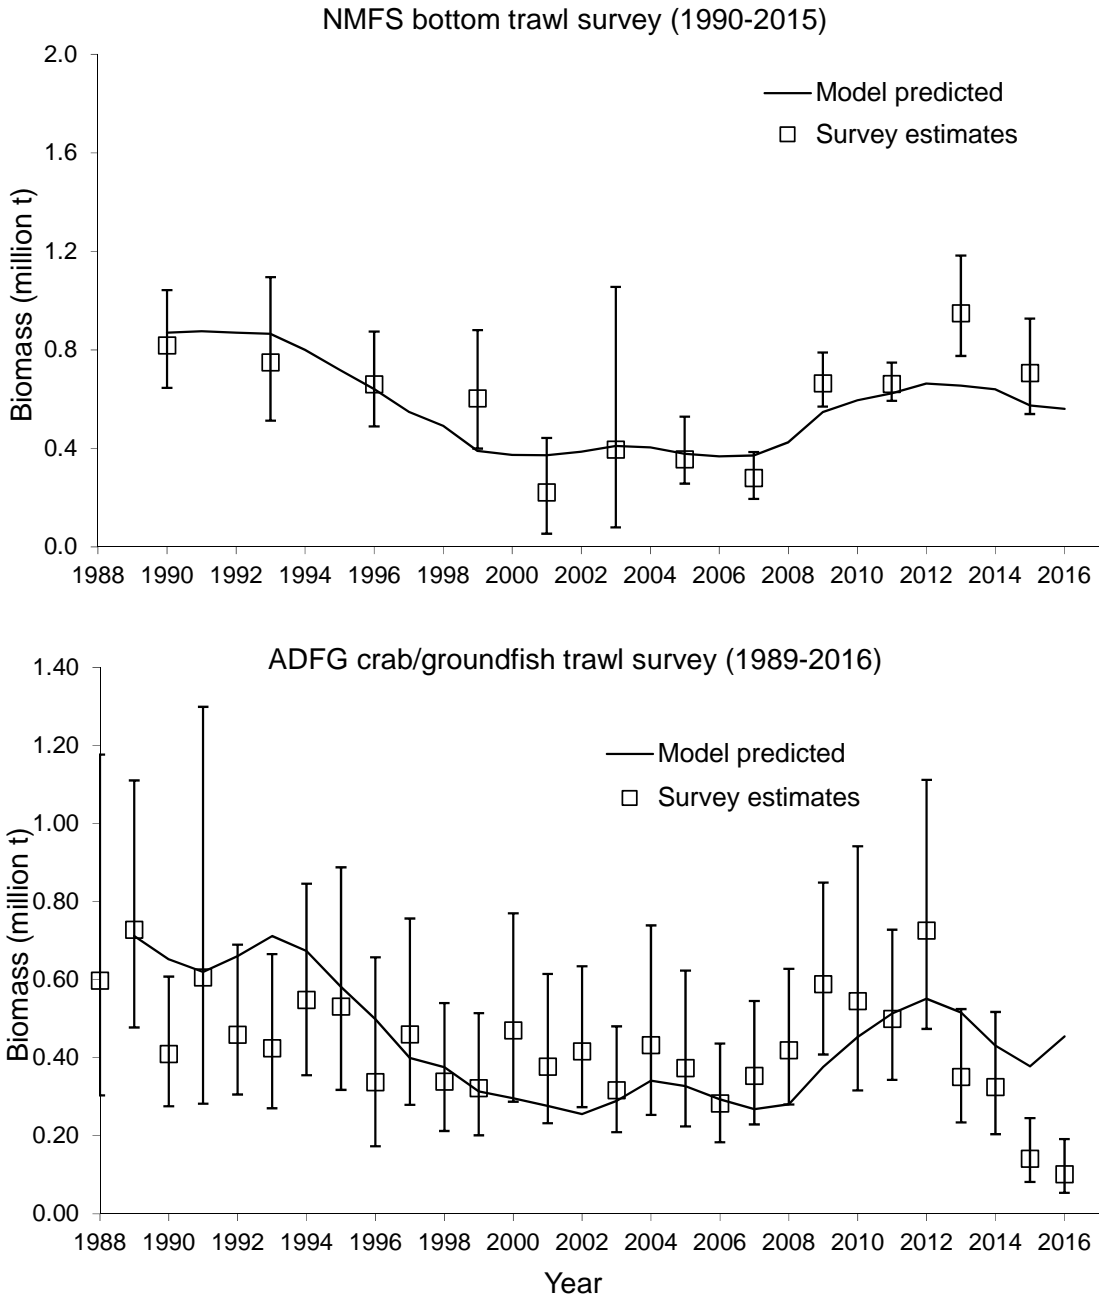 NMFS bottom trawl survey (1990-2015)
2.0
1.6
1.2
0.8
0.4
0.0
Biomass (million t)
Model predicted
Survey estimates
1988 1990 1992 1994 1996 1998 2000 2002 2004 2006 2008 2010 2012 2014 2016
ADFG crab/groundfish trawl survey (1989-2016)
1.40
1.20
1.00
0.80
0.60
0.40
0.20
0.00
Biomass (million t)
Model predicted
Survey estimates
1988 1990 1992 1994 1996 1998 2000 2002 2004 2006 2008 2010 2012 2014 2016
Year